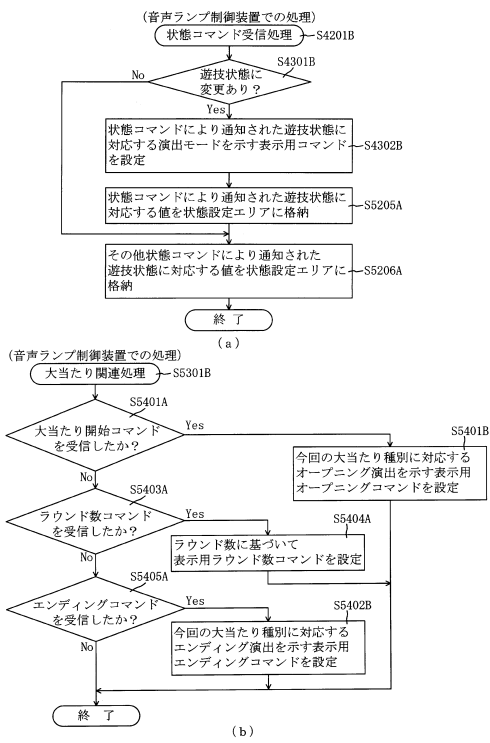 (音声ランプ制御装置での処理)
状態コマンド受信処理
S4201B
S4301B
遊技状態に
変更あり?
No
Yes
状態コマンドにより通知された遊技状態に
対応する演出モードを示す表示用コマンド
を設定
S4302B
状態コマンドにより通知された遊技状態に
対応する値を状態設定エリアに格納
S5205A
その他状態コマンドにより通知された
遊技状態に対応する値を状態設定エリアに
格納
S5206A
終 了
(a)
(音声ランプ制御装置での処理)
大当たり関連処理
S5301B
S5401A
大当たり開始コマンド
を受信したか?
Yes
No
S5401B
今回の大当たり種別に対応する
オープニング演出を示す表示用
オープニングコマンドを設定
S5403A
ラウンド数コマンド
を受信したか?
Yes
No
S5404A
ラウンド数に基づいて
表示用ラウンド数コマンドを設定
S5405A
エンディングコマンド
を受信したか?
Yes
No
S5402B
今回の大当たり種別に対応する
エンディング演出を示す表示用
エンディングコマンドを設定
終 了
(b)